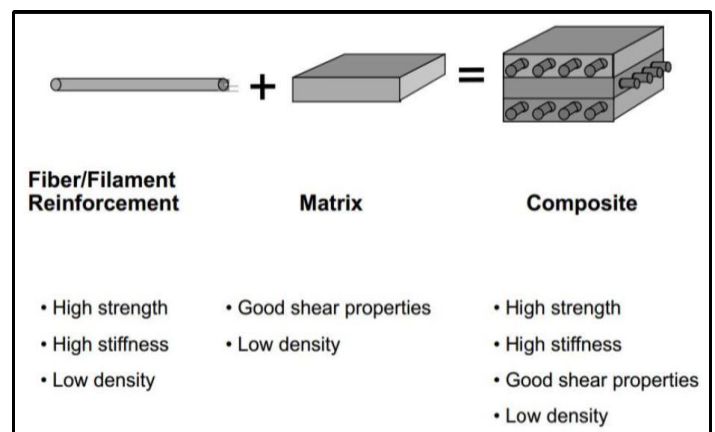 + =
Fiber/Filament
Reinforcement
Matrix
Composite
• High strength
• High stiffness
• Low density
• Good shear properties
• Low density
• High strength
• High stiffness
• Good shear properties
• Low density